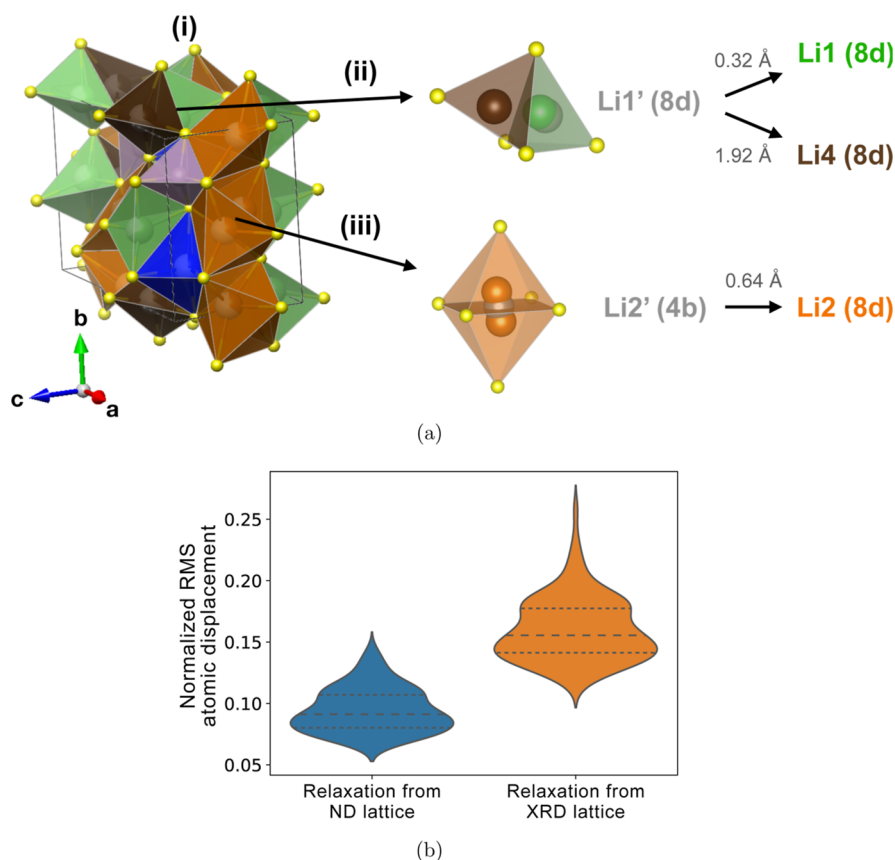 (i)
(ii)
Li1' (8d)
0.32 Å
Li1 (8d)
1.92 Å
Li4 (8d)
(iii)
Li2' (4b)
0.64 Å
Li2 (8d)
b
c
a
(a)
Normalized RMS
atomic displacement
0.25
0.20
0.15
0.10
0.05
Relaxation from
ND lattice
Relaxation from
XRD lattice
(b)